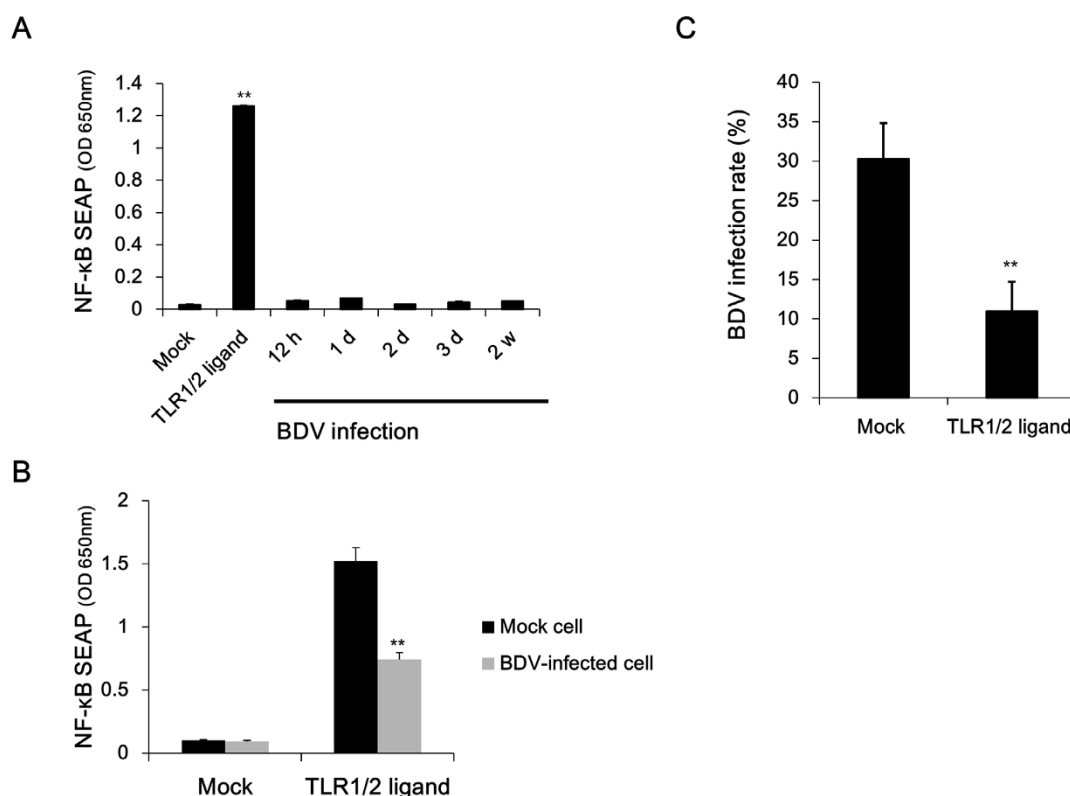 A
NF-κB SEAP (OD 650nm)
1.4
1.2
1
0.8
0.6
0.4
0.2
0
**
Mock
TLR1/2 ligand
12 h
1 d
2 d
3 d
2 w
BDV infection
C
BDV infection rate (%)
40
35
30
25
20
15
10
5
0
**
Mock
TLR1/2 ligand
B
NF-κB SEAP (OD 650nm)
2
1.5
1
0.5
0
**
Mock
TLR1/2 ligand
Mock cell
BDV-infected cell